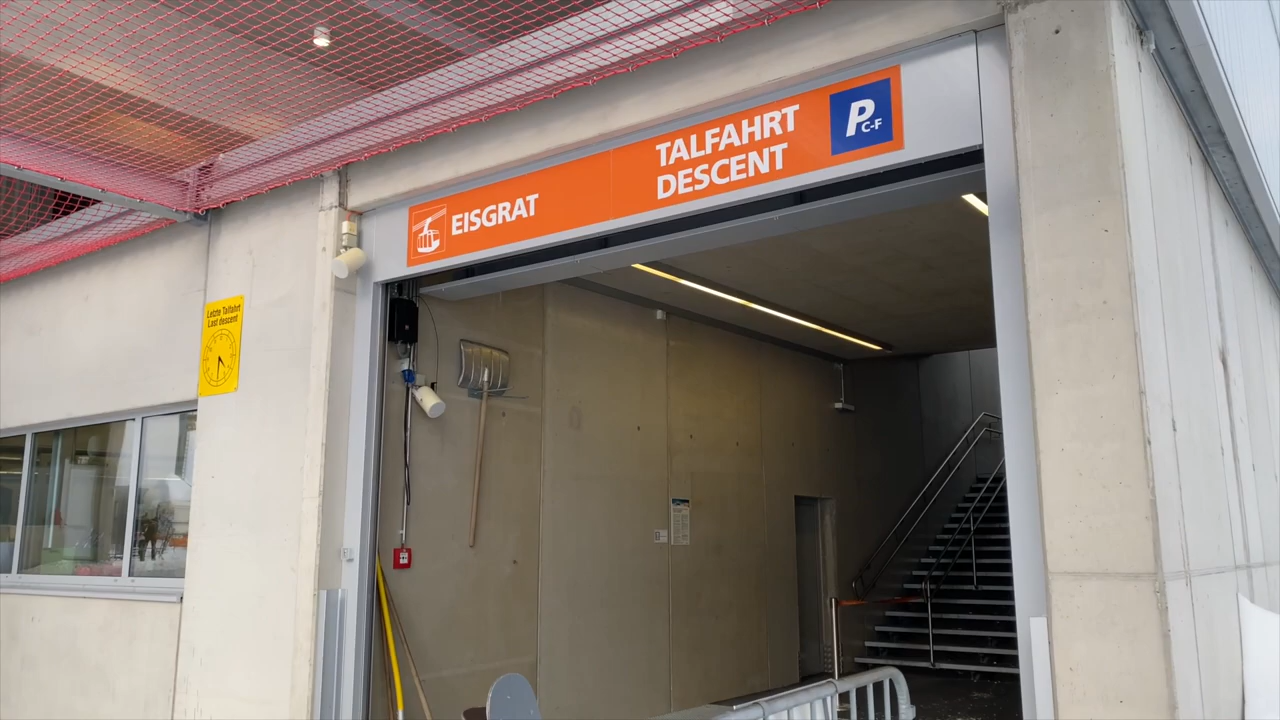 EISGRAT
TALFAHRT
DESCENT
P
C-F
Letzte Talfahrt
Last descent